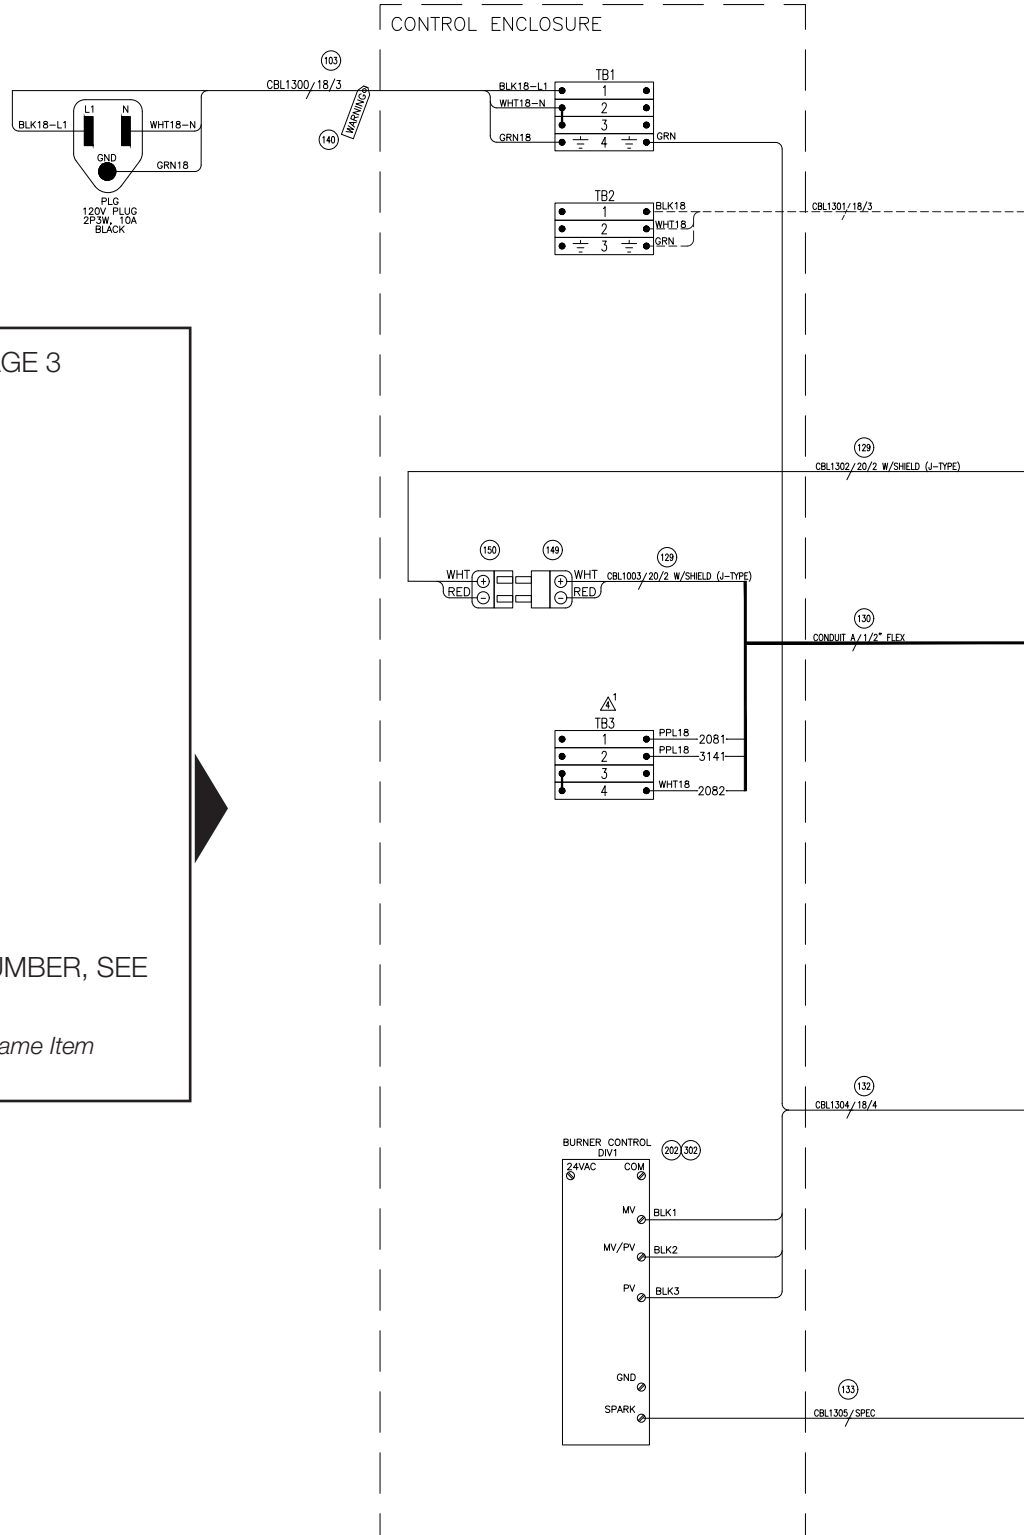 CONTROL ENCLOSURE
103
CBL1300/18/3
WARNING
140
L1 N
BLK18-L1
WHT18-N
GND
GRN18
PLG
120V PLUG
2P3W, 10A
BLACK
TB1
BLK18-L1 1
WHT18-N 2
3
GRN18 4 GRN
TB2
1 BLK18
2 WHT18
3 GRN
CBL1301/18/3
AGE 3
129
CBL1302/20/2 W/SHIELD (J-TYPE)
150 149 129
WHT + + WHT CBL1003/20/2 W/SHIELD (J-TYPE)
RED - - RED
130
CONDUIT A/1/2" FLEX
4 1
TB3
1 PPL18 2081
2 PPL18 3141
3
4 WHT18 2082
UMBER, SEE
ame Item
132
CBL1304/18/4
BURNER CONTROL
DIV1
202 302
24VAC COM
MV BLK1
MV/PV BLK2
PV BLK3
GND
SPARK
133
CBL1305/SPEC